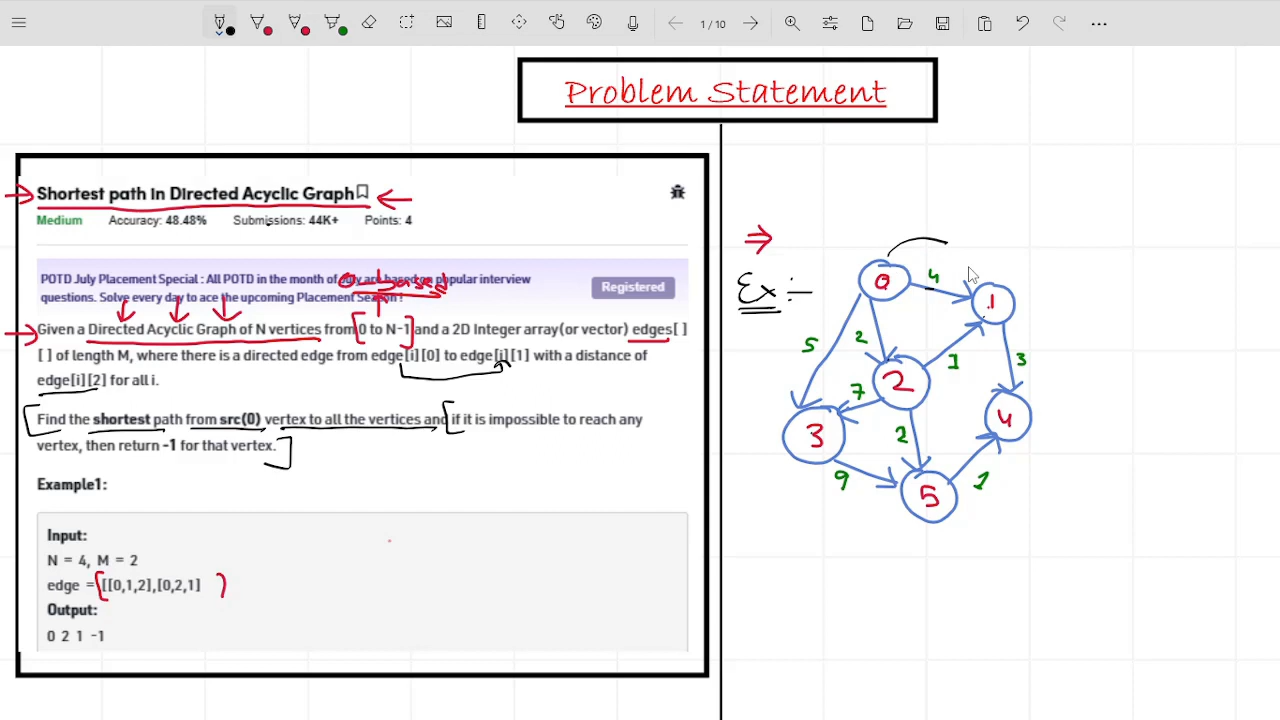 1 / 10
Problem Statement
Shortest path in Directed Acyclic Graph
Medium Accuracy: 48.48% Submissions: 44K+ Points: 4
POTD July Placement Special : All POTD in the month of July are based on popular interview
questions. Solve every day to ace the upcoming Placement Season!
Registered
0-based
Given a Directed Acyclic Graph of N vertices from 0 to N-1 and a 2D Integer array(or vector) edges[ ]
[ ] of length M, where there is a directed edge from edge[i][0] to edge[i][1] with a distance of
edge[i][2] for all i.
Find the shortest path from src(0) vertex to all the vertices and if it is impossible to reach any
vertex, then return -1 for that vertex.
Example1:
Input:
N = 4, M = 2
edge = [[0,1,2],[0,2,1]
Output:
0 2 1 -1
Ex :-
0
4
1
5
2
2
1
3
7
3
2
4
9
5
1